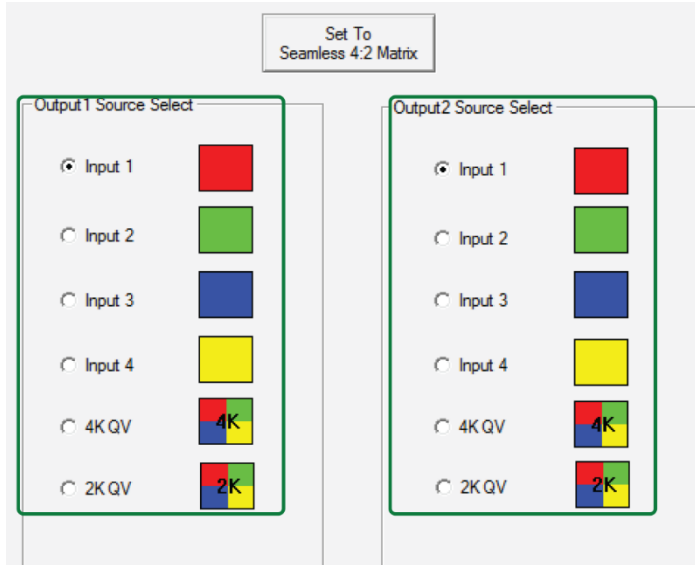 Set To
Seamless 4:2 Matrix
Output1 Source Select
Input 1
Input 2
Input 3
Input 4
4K QV 4K
2K QV 2K
Output2 Source Select
Input 1
Input 2
Input 3
Input 4
4K QV 4K
2K QV 2K